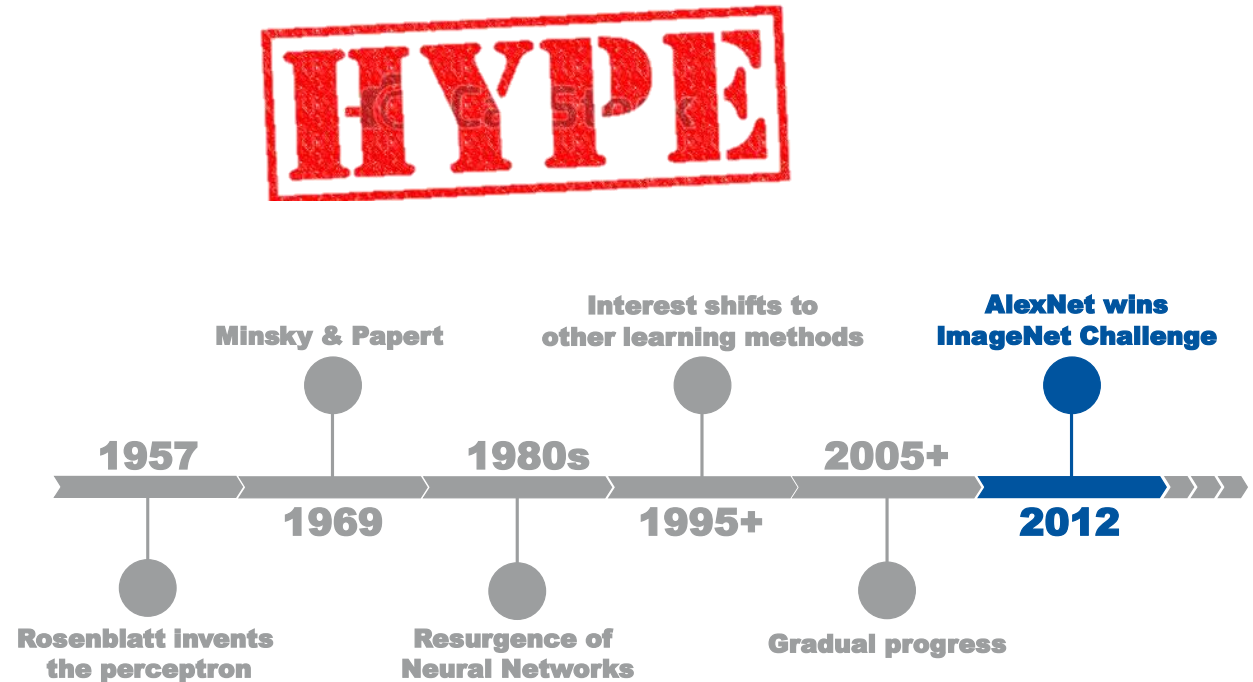 HYPE
Interest shifts to
other learning methods
AlexNet wins
ImageNet Challenge
Minsky & Papert
1957
1980s
2005+
1969
1995+
2012
Rosenblatt invents
the perceptron
Resurgence of
Neural Networks
Gradual progress